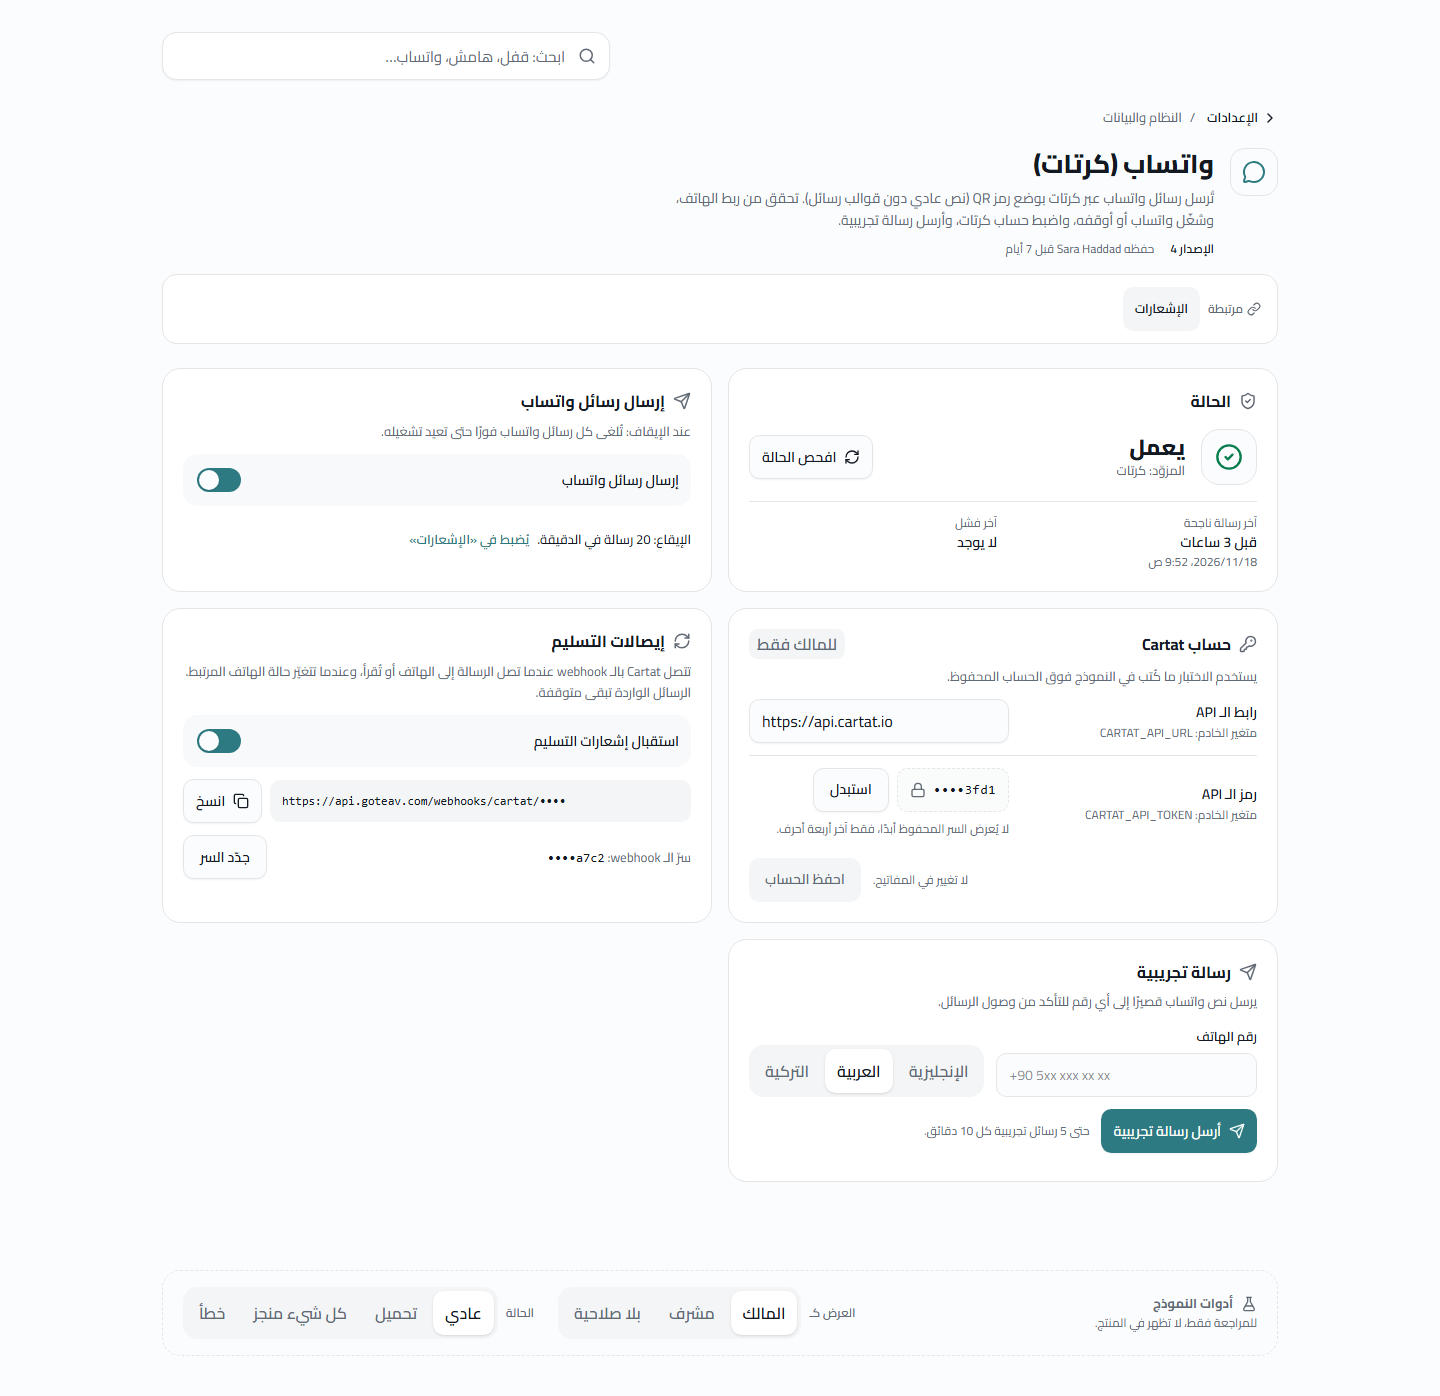 ابحث: قفل، هامش، واتساب...
الإعدادات / النظام والبيانات
واتساب (كرتات)
تُرسل رسائل واتساب عبر كرتات بوضع رمز QR (نص عادي دون قوالب رسائل). تحقق من ربط الهاتف،
وشغّل واتساب أو أوقفه، واضبط حساب كرتات، وأرسل رسالة تجريبية.
الإصدار 4 حفظه Sara Haddad قبل 7 أيام
مرتبطة الإشعارات
الحالة
يعمل
المزوّد: كرتات
افحص الحالة
آخر رسالة ناجحة
قبل 3 ساعات
2026/11/18، 9:52 ص
آخر فشل
لا يوجد
إرسال رسائل واتساب
عند الإيقاف: تُلغى كل رسائل واتساب فورًا حتى تعيد تشغيله.
إرسال رسائل واتساب
الإيقاع: 20 رسالة في الدقيقة. يُضبط في «الإشعارات»
حساب Cartat
للمالك فقط
يستخدم الاختبار ما كُتب في النموذج فوق الحساب المحفوظ.
رابط الـ API
متغير الخادم: CARTAT_API_URL
https://api.cartat.io
رمز الـ API
متغير الخادم: CARTAT_API_TOKEN
••••3fd1
استبدل
لا يُعرض السر المحفوظ أبدًا، فقط آخر أربعة أحرف.
لا تغيير في المفاتيح.
احفظ الحساب
إيصالات التسليم
تتصل Cartat بالـ webhook عندما تصل الرسالة إلى الهاتف أو تُقرأ، وعندما تتغيّر حالة الهاتف المرتبط.
الرسائل الواردة تبقى متوقفة.
استقبال إشعارات التسليم
https://api.goteav.com/webhooks/cartat/••••
انسخ
سرّ الـ webhook: ••••a7c2
جدّد السر
رسالة تجريبية
يرسل نص واتساب قصيرًا إلى أي رقم للتأكد من وصول الرسائل.
رقم الهاتف
+90 5xx xxx xx xx
الإنجليزية العربية التركية
أرسل رسالة تجريبية
حتى 5 رسائل تجريبية كل 10 دقائق.
أدوات النموذج
للمراجعة فقط، لا تظهر في المنتج.
العرض كـ المالك مشرف بلا صلاحية
الحالة عادي تحميل كل شيء منجز خطأ